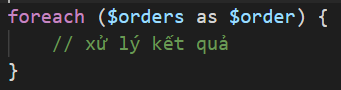 foreach ($orders as $order) {
    // xử lý kết quả
}